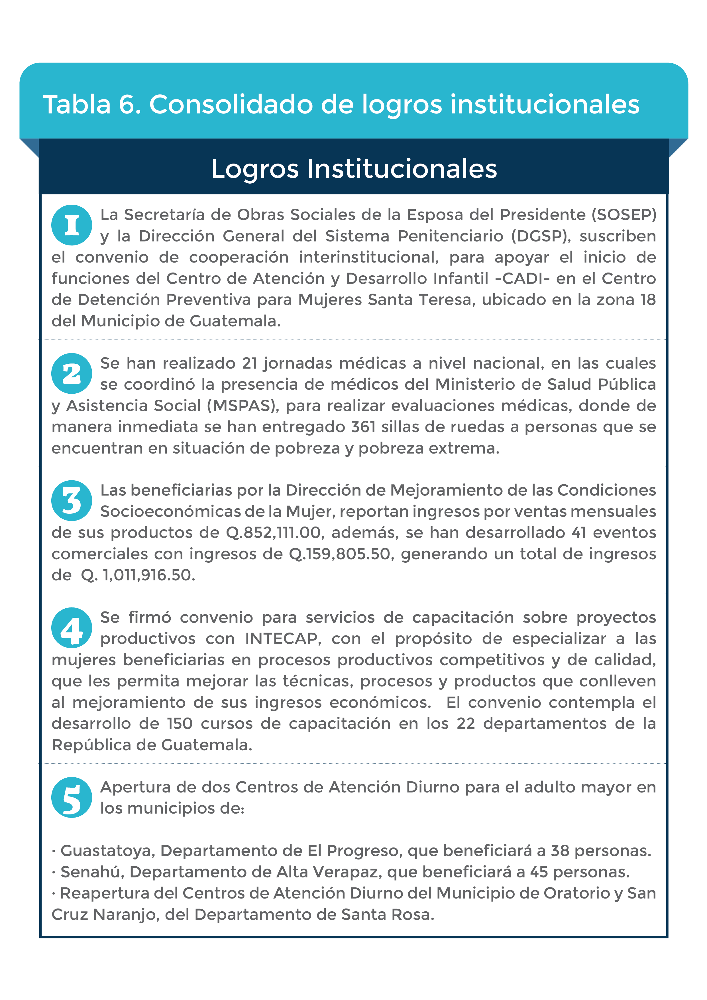 Tabla 6. Consolidado de logros institucionales
Logros Institucionales
1 La Secretaría de Obras Sociales de la Esposa del Presidente (SOSEP)
y la Dirección General del Sistema Penitenciario (DGSP), suscriben
el convenio de cooperación interinstitucional, para apoyar el inicio de
funciones del Centro de Atención y Desarrollo Infantil -CADI- en el Centro
de Detención Preventiva para Mujeres Santa Teresa, ubicado en la zona 18
del Municipio de Guatemala.
2 Se han realizado 21 jornadas médicas a nivel nacional, en las cuales
se coordinó la presencia de médicos del Ministerio de Salud Pública
y Asistencia Social (MSPAS), para realizar evaluaciones médicas, donde de
manera inmediata se han entregado 361 sillas de ruedas a personas que se
encuentran en situación de pobreza y pobreza extrema.
3 Las beneficiarias por la Dirección de Mejoramiento de las Condiciones
Socioeconómicas de la Mujer, reportan ingresos por ventas mensuales
de sus productos de Q.852,111.00, además, se han desarrollado 41 eventos
comerciales con ingresos de Q.159,805.50, generando un total de ingresos
de Q. 1,011,916.50.
4 Se firmó convenio para servicios de capacitación sobre proyectos
productivos con INTECAP, con el propósito de especializar a las
mujeres beneficiarias en procesos productivos competitivos y de calidad,
que les permita mejorar las técnicas, procesos y productos que conlleven
al mejoramiento de sus ingresos económicos. El convenio contempla el
desarrollo de 150 cursos de capacitación en los 22 departamentos de la
República de Guatemala.
5 Apertura de dos Centros de Atención Diurno para el adulto mayor en
los municipios de:
· Guastatoya, Departamento de El Progreso, que beneficiará a 38 personas.
· Senahú, Departamento de Alta Verapaz, que beneficiará a 45 personas.
· Reapertura del Centros de Atención Diurno del Municipio de Oratorio y San
Cruz Naranjo, del Departamento de Santa Rosa.